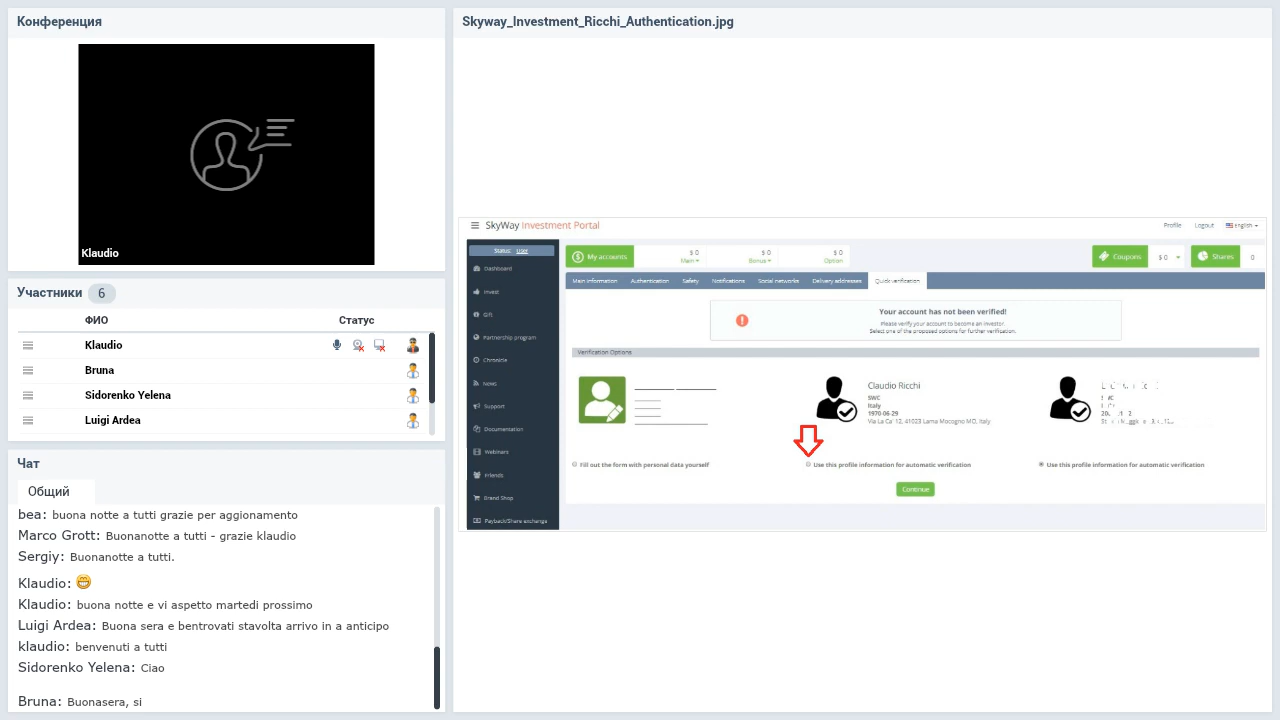 Конференция
Klaudio
Участники 6
ФИО Статус
Klaudio
Bruna
Sidorenko Yelena
Luigi Ardea
Чат
Общий
bea: buona notte a tutti grazie per aggionamento
Marco Grott: Buonanotte a tutti - grazie klaudio
Sergiy: Buonanotte a tutti.
Klaudio:
Klaudio: buona notte e vi aspetto martedi prossimo
Luigi Ardea: Buona sera e bentrovati stavolta arrivo in a anticipo
klaudio: benvenuti a tutti
Sidorenko Yelena: Ciao
Bruna: Buonasera, si
Skyway_Investment_Ricchi_Authentication.jpg
SkyWay Investment Portal
Profile Logout English
Status: User
Dashboard
Invest
Gift
Partnership program
Chronicle
News
Support
Documentation
Webinars
Friends
Brand Shop
Payback/Share exchange
My accounts
$ 0 Main
$ 0 Bonus
$ 0 Option
Coupons $ 0
Shares 0
Main information Authentication Safety Notifications Social networks Delivery addresses Quick verification
Your account has not been verified!
Please verify your account to become an investor.
Select one of the proposed options for further verification.
Verification Options
Claudio Ricchi
SWC
Italy
1970-06-29
Via La Ca' 12, 41023 Lama Mocogno MO, Italy
Fill out the form with personal data yourself
Use this profile information for automatic verification
Use this profile information for automatic verification
Continue